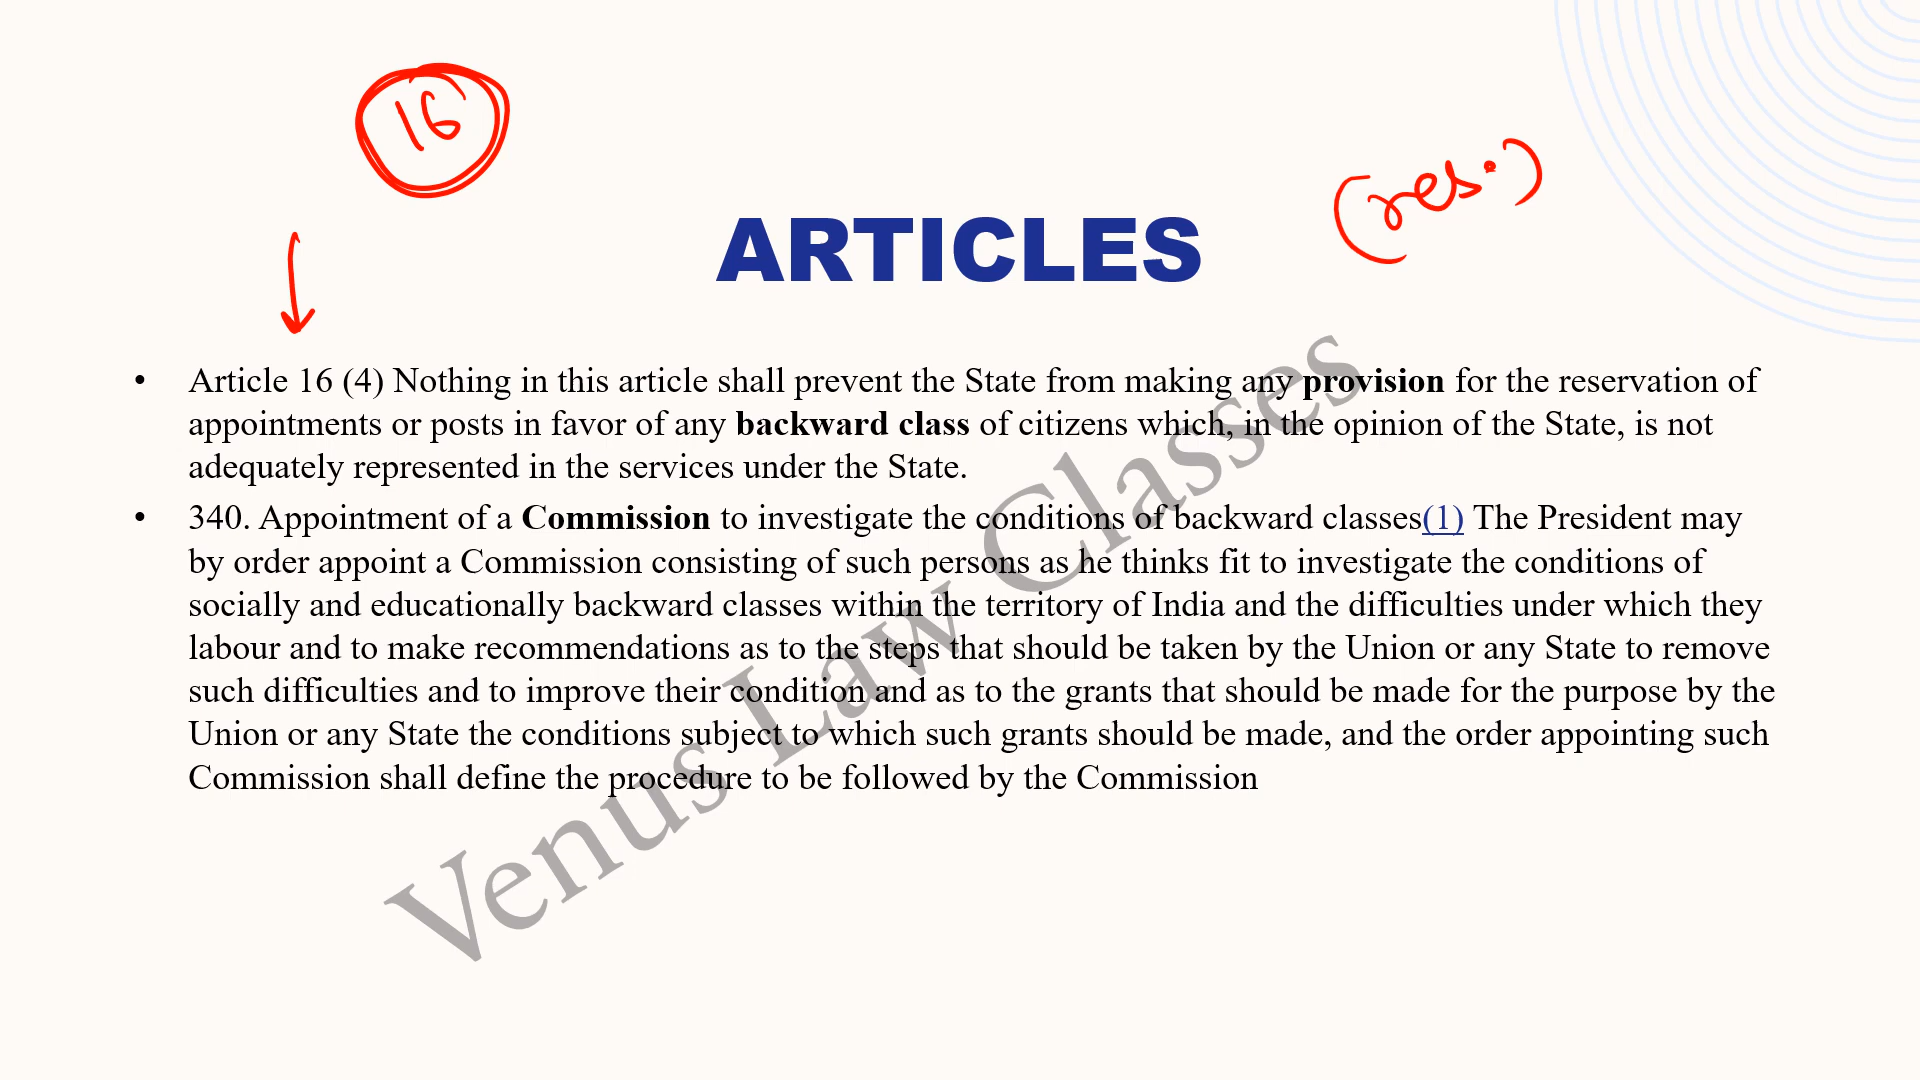 16
(res.)
ARTICLES
• Article 16 (4) Nothing in this article shall prevent the State from making any provision for the reservation of
appointments or posts in favor of any backward class of citizens which, in the opinion of the State, is not
adequately represented in the services under the State.
• 340. Appointment of a Commission to investigate the conditions of backward classes(1) The President may
by order appoint a Commission consisting of such persons as he thinks fit to investigate the conditions of
socially and educationally backward classes within the territory of India and the difficulties under which they
labour and to make recommendations as to the steps that should be taken by the Union or any State to remove
such difficulties and to improve their condition and as to the grants that should be made for the purpose by the
Union or any State the conditions subject to which such grants should be made, and the order appointing such
Commission shall define the procedure to be followed by the Commission
Venus Law Classes